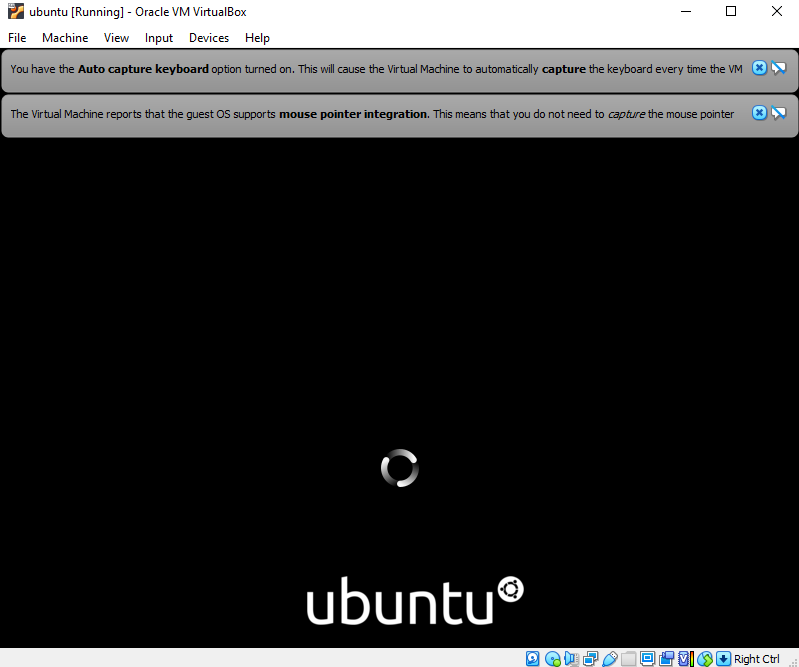 ubuntu [Running] - Oracle VM VirtualBox
File Machine View Input Devices Help
You have the Auto capture keyboard option turned on. This will cause the Virtual Machine to automatically capture the keyboard every time the VM
The Virtual Machine reports that the guest OS supports mouse pointer integration. This means that you do not need to capture the mouse pointer
ubuntu
Right Ctrl